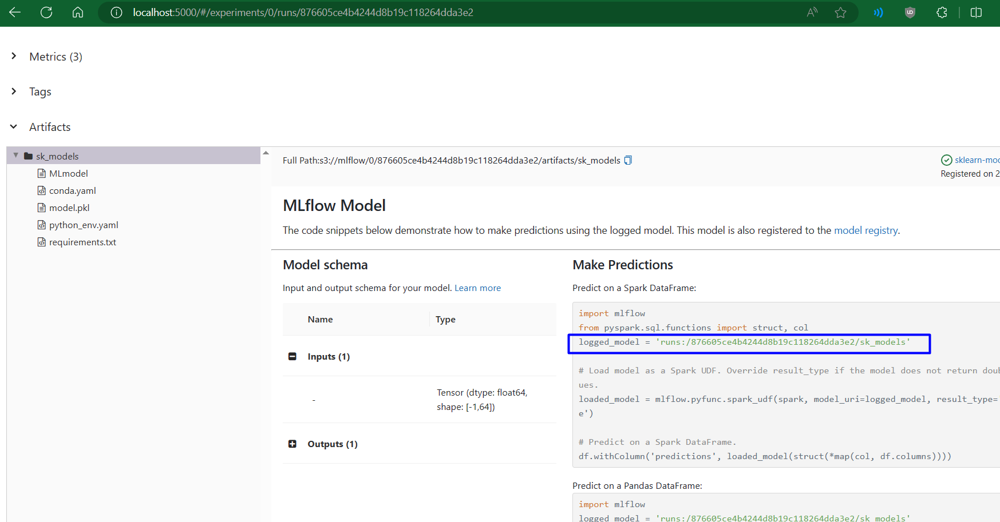 localhost:5000/#/experiments/0/runs/876605ce4b4244d8b19c118264dda3e2
Metrics (3)
Tags
Artifacts
sk_models
MLmodel
conda.yaml
model.pkl
python_env.yaml
requirements.txt
Full Path:s3://mlflow/0/876605ce4b4244d8b19c118264dda3e2/artifacts/sk_models
sklearn-moc
Registered on 2
MLflow Model
The code snippets below demonstrate how to make predictions using the logged model. This model is also registered to the model registry.
Model schema
Input and output schema for your model. Learn more
Name Type
Inputs (1)
- Tensor (dtype: float64,
shape: [-1,64])
Outputs (1)
Make Predictions
Predict on a Spark DataFrame:
import mlflow
from pyspark.sql.functions import struct, col
logged_model = 'runs:/876605ce4b4244d8b19c118264dda3e2/sk_models'
# Load model as a Spark UDF. Override result_type if the model does not return doub
ues.
loaded_model = mlflow.pyfunc.spark_udf(spark, model_uri=logged_model, result_type=
e')
# Predict on a Spark DataFrame.
df.withColumn('predictions', loaded_model(struct(*map(col, df.columns))))
Predict on a Pandas DataFrame:
import mlflow
logged_model = 'runs:/876605ce4b4244d8b19c118264dda3e2/sk_models'